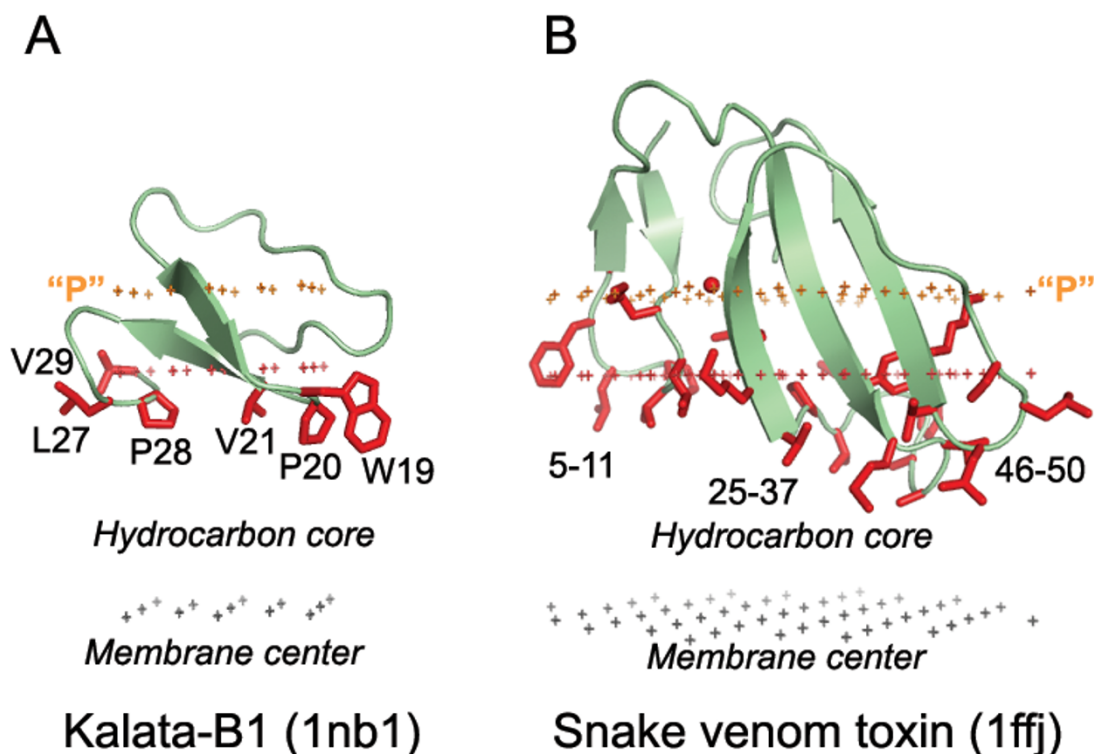 A
B
“P”
“P”
V29
L27
P28
V21
P20
W19
5-11
25-37
46-50
Hydrocarbon core
Hydrocarbon core
Membrane center
Membrane center
Kalata-B1 (1nb1)
Snake venom toxin (1ffj)